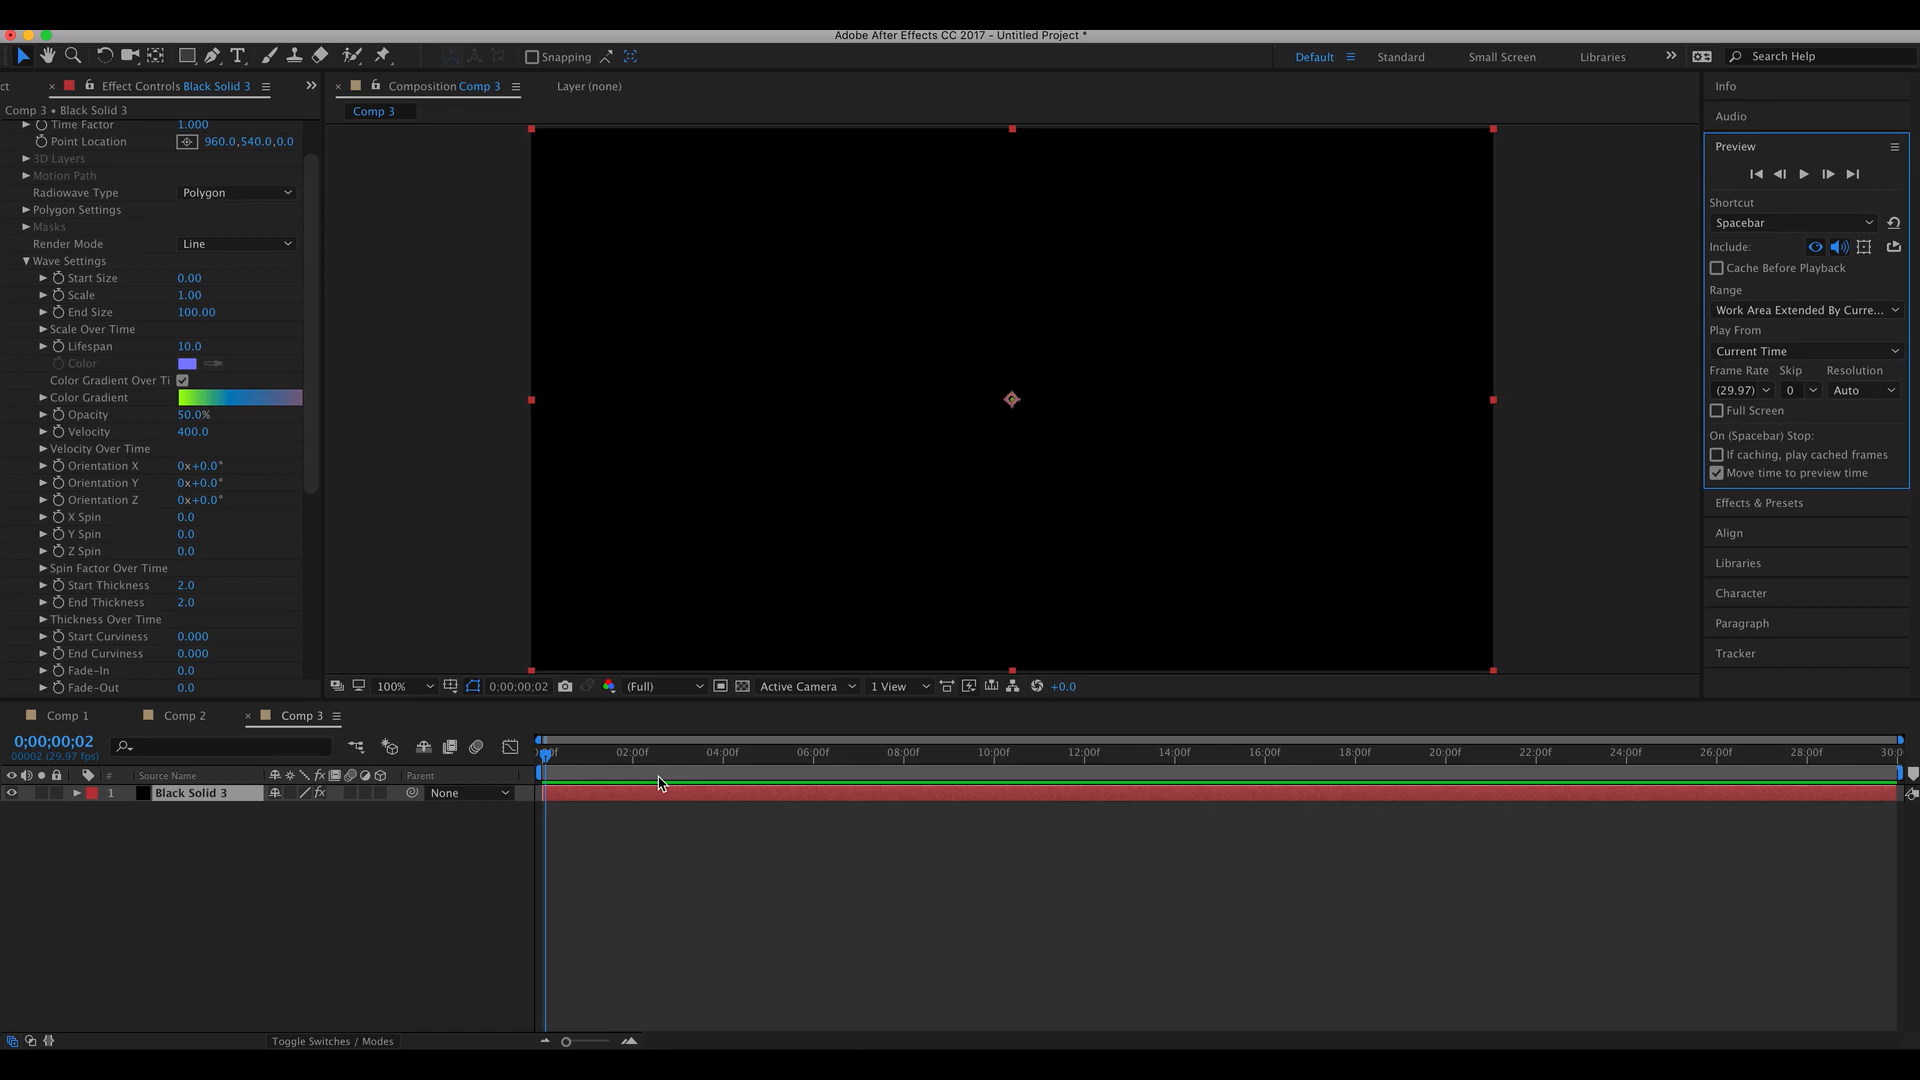 Adobe After Effects CC 2017 - Untitled Project *
Snapping
Default
Standard
Small Screen
Libraries
Search Help
ct
Effect Controls Black Solid 3
Composition Comp 3
Layer (none)
Comp 3 • Black Solid 3
Comp 3
Time Factor 1.000
Point Location 960.0,540.0,0.0
3D Layers
Motion Path
Radiowave Type Polygon
Polygon Settings
Masks
Render Mode Line
Wave Settings
Start Size 0.00
Scale 1.00
End Size 100.00
Scale Over Time
Lifespan 10.0
Color
Color Gradient Over Ti
Color Gradient
Opacity 50.0%
Velocity 400.0
Velocity Over Time
Orientation X 0x+0.0°
Orientation Y 0x+0.0°
Orientation Z 0x+0.0°
X Spin 0.0
Y Spin 0.0
Z Spin 0.0
Spin Factor Over Time
Start Thickness 2.0
End Thickness 2.0
Thickness Over Time
Start Curviness 0.000
End Curviness 0.000
Fade-In 0.0
Fade-Out 0.0
100%
0;00;00;02
(Full)
Active Camera
1 View
+0.0
Info
Audio
Preview
Shortcut
Spacebar
Include:
Cache Before Playback
Range
Work Area Extended By Curre...
Play From
Current Time
Frame Rate Skip Resolution
(29.97) 0 Auto
Full Screen
On (Spacebar) Stop:
If caching, play cached frames
Move time to preview time
Effects & Presets
Align
Libraries
Character
Paragraph
Tracker
Comp 1
Comp 2
Comp 3
0;00;00;02
00002 (29.97 fps)
02:00f 04:00f 06:00f 08:00f 10:00f 12:00f 14:00f 16:00f 18:00f 20:00f 22:00f 24:00f 26:00f 28:00f 30:0
# Source Name fx Parent
1 Black Solid 3 fx None
Toggle Switches / Modes